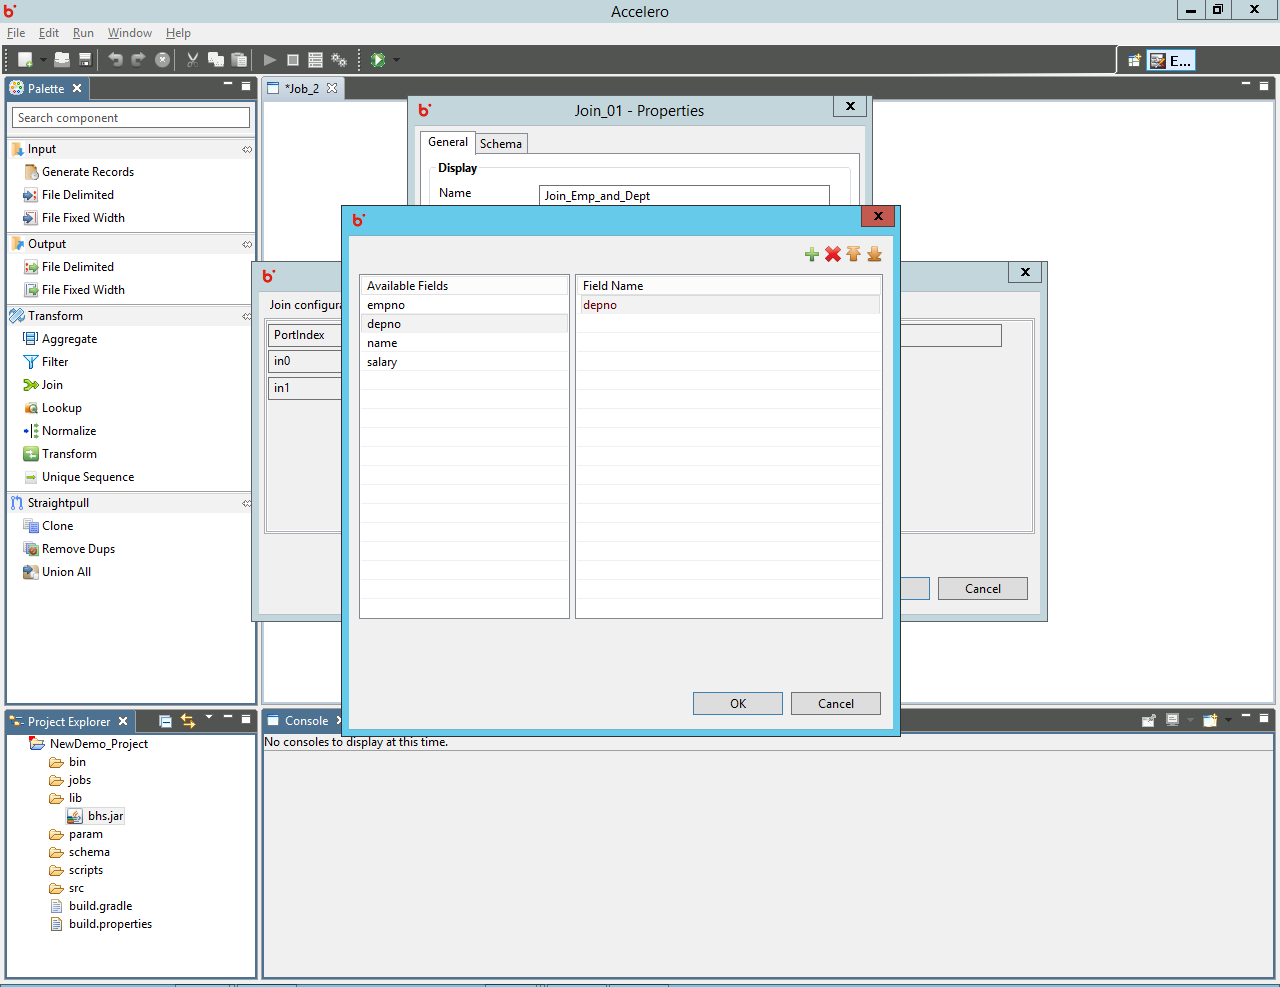 Accelero
File Edit Run Window Help
E...
Palette
*Job_2
Search component
Input
Generate Records
File Delimited
File Fixed Width
Output
File Delimited
File Fixed Width
Transform
Aggregate
Filter
Join
Lookup
Normalize
Transform
Unique Sequence
Straightpull
Clone
Remove Dups
Union All
Join_01 - Properties
General Schema
Display
Name Join_Emp_and_Dept
Join configura
PortIndex
in0
in1
Cancel
Available Fields
empno
depno
name
salary
Field Name
depno
OK Cancel
Project Explorer
NewDemo_Project
bin
jobs
lib
bhs.jar
param
schema
scripts
src
build.gradle
build.properties
Console
No consoles to display at this time.